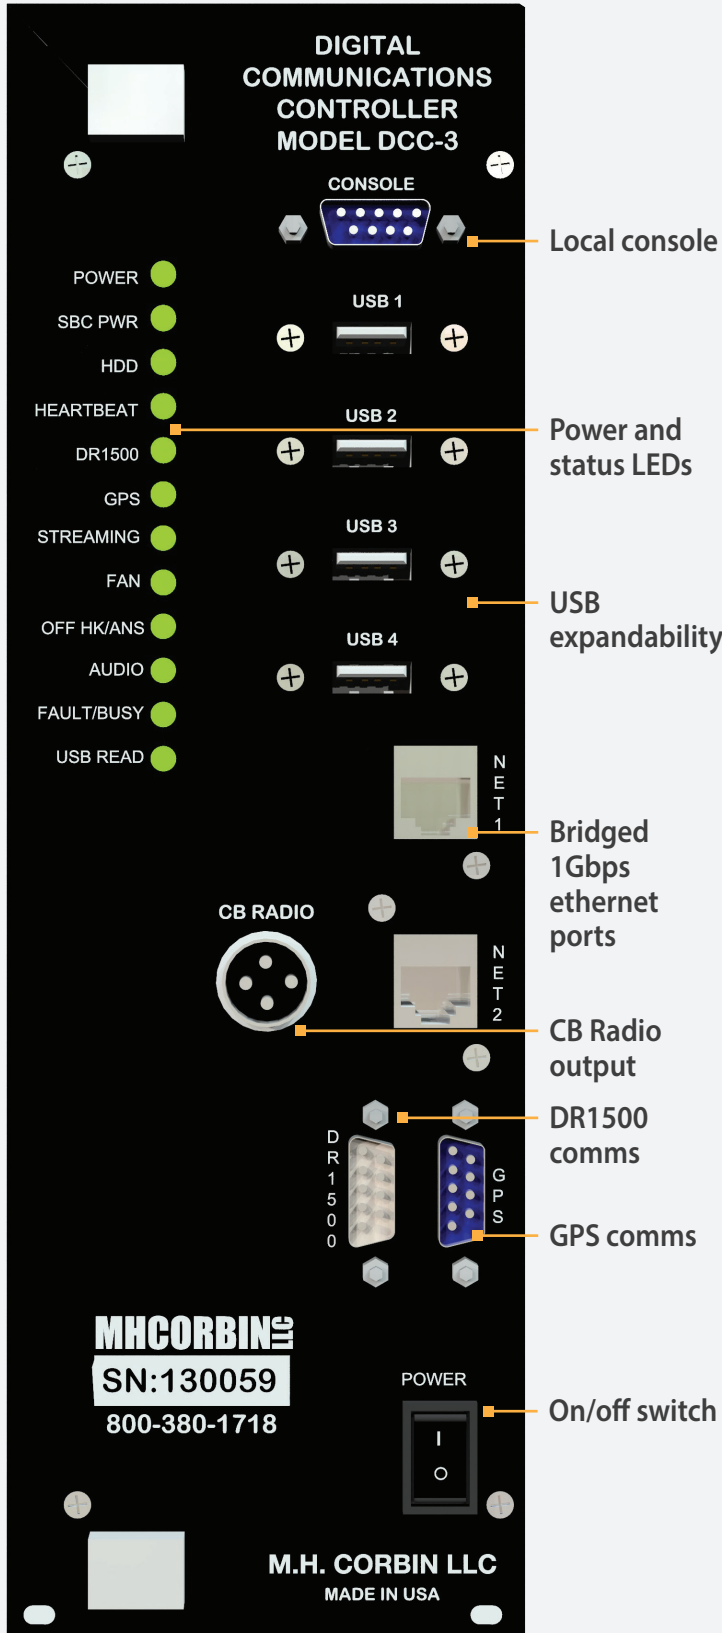 DIGITAL
COMMUNICATIONS
CONTROLLER
MODEL DCC-3
CONSOLE
Local console
POWER
SBC PWR
HDD
HEARTBEAT
DR1500
GPS
STREAMING
FAN
OFF HK/ANS
AUDIO
FAULT/BUSY
USB READ
USB 1
USB 2
Power and
status LEDs
USB 3
USB
expandability
USB 4
NET1
Bridged
1Gbps
ethernet
ports
CB RADIO
NET2
CB Radio
output
DR1500
DR1500
comms
GPS
GPS comms
MHCORBIN LLC
SN:130059
800-380-1718
POWER
I
O
On/off switch
M.H. CORBIN LLC
MADE IN USA